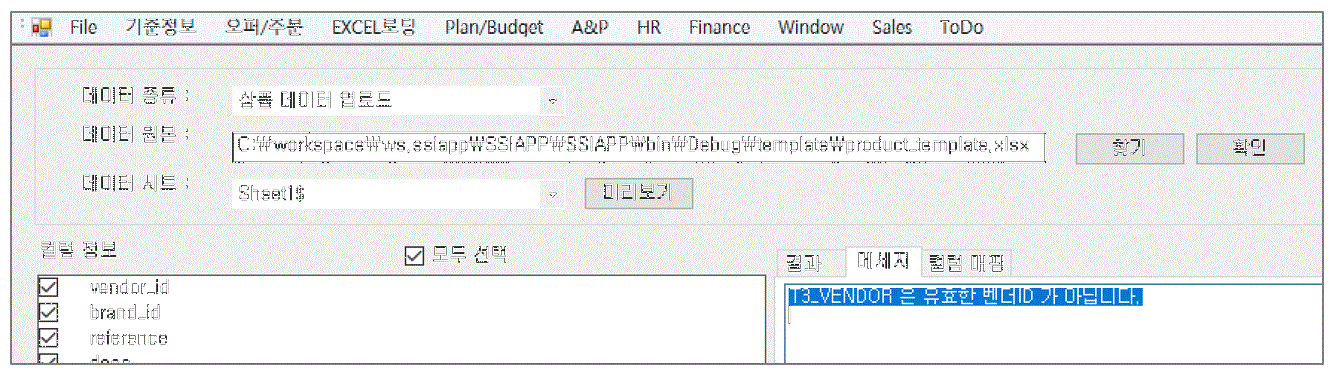 File 기준정보 오퍼/주문 EXCEL로딩 Plan/Budget A&P HR Finance Window Sales ToDo
데이터 종류 : 상품 데이터 업로드
데이터 원본 : C:\workspace\ws.ssiapp\SSIAPP\SSIAPP\bin\Debug\template\product_template.xlsx 찾기 확인
데이터 시트 : Sheet1$ 미리보기
컬럼 정보 모두 선택
결과 메세지 컬럼 매핑
vendor_id
brand_id
reference
T3_VENDOR 은 유효한 벤더ID 가 아닙니다.